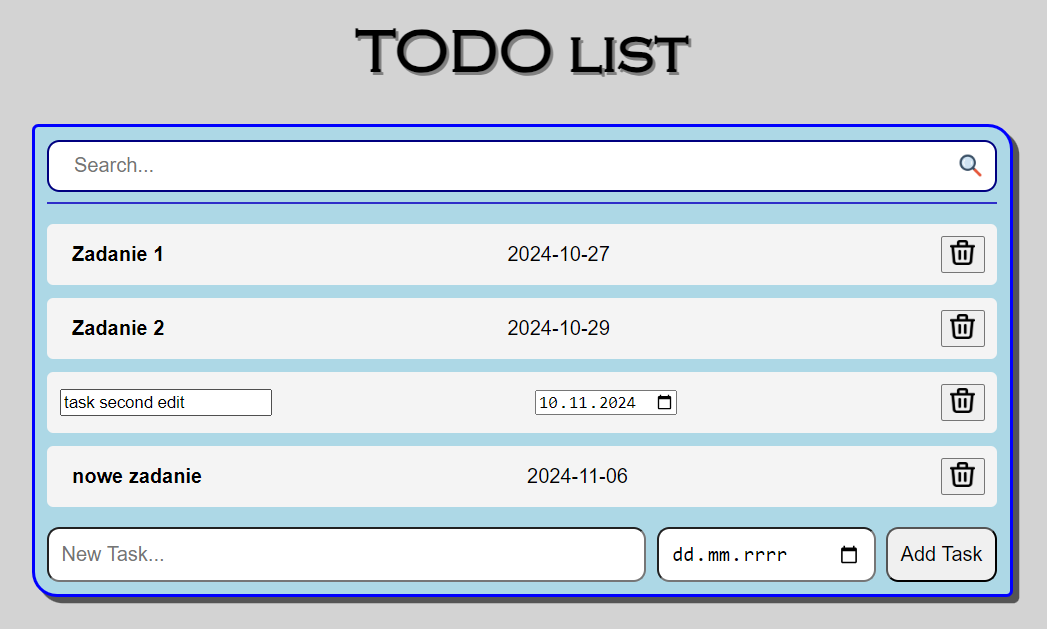 TODO LIST
Search...
Zadanie 1 2024-10-27
Zadanie 2 2024-10-29
task second edit 10.11.2024
nowe zadanie 2024-11-06
New Task... dd.mm.rrrr Add Task